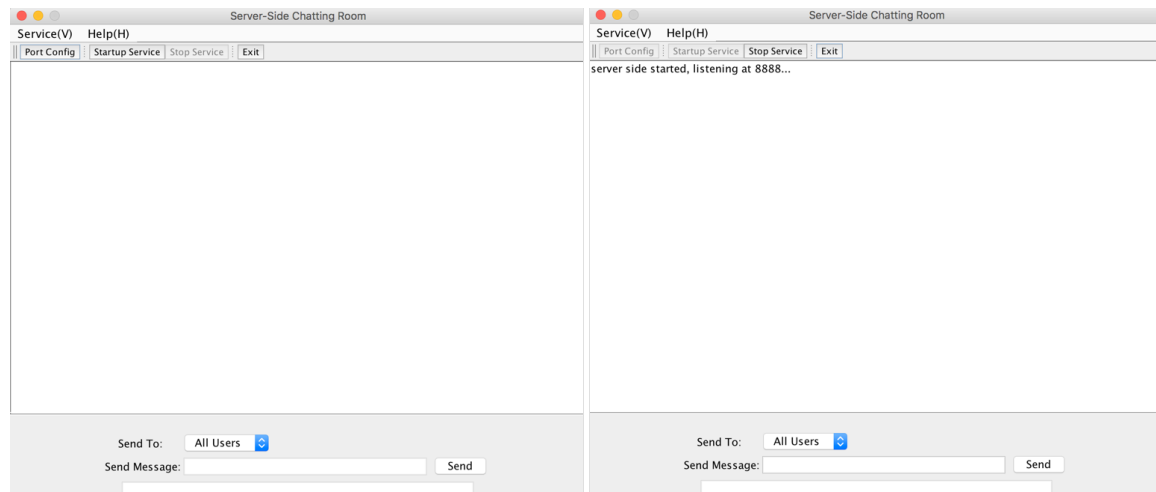 Server-Side Chatting Room
Service(V) Help(H)
Port Config Startup Service Stop Service Exit
Send To: All Users
Send Message: Send
Server-Side Chatting Room
Service(V) Help(H)
Port Config Startup Service Stop Service Exit
server side started, listening at 8888...
Send To: All Users
Send Message: Send